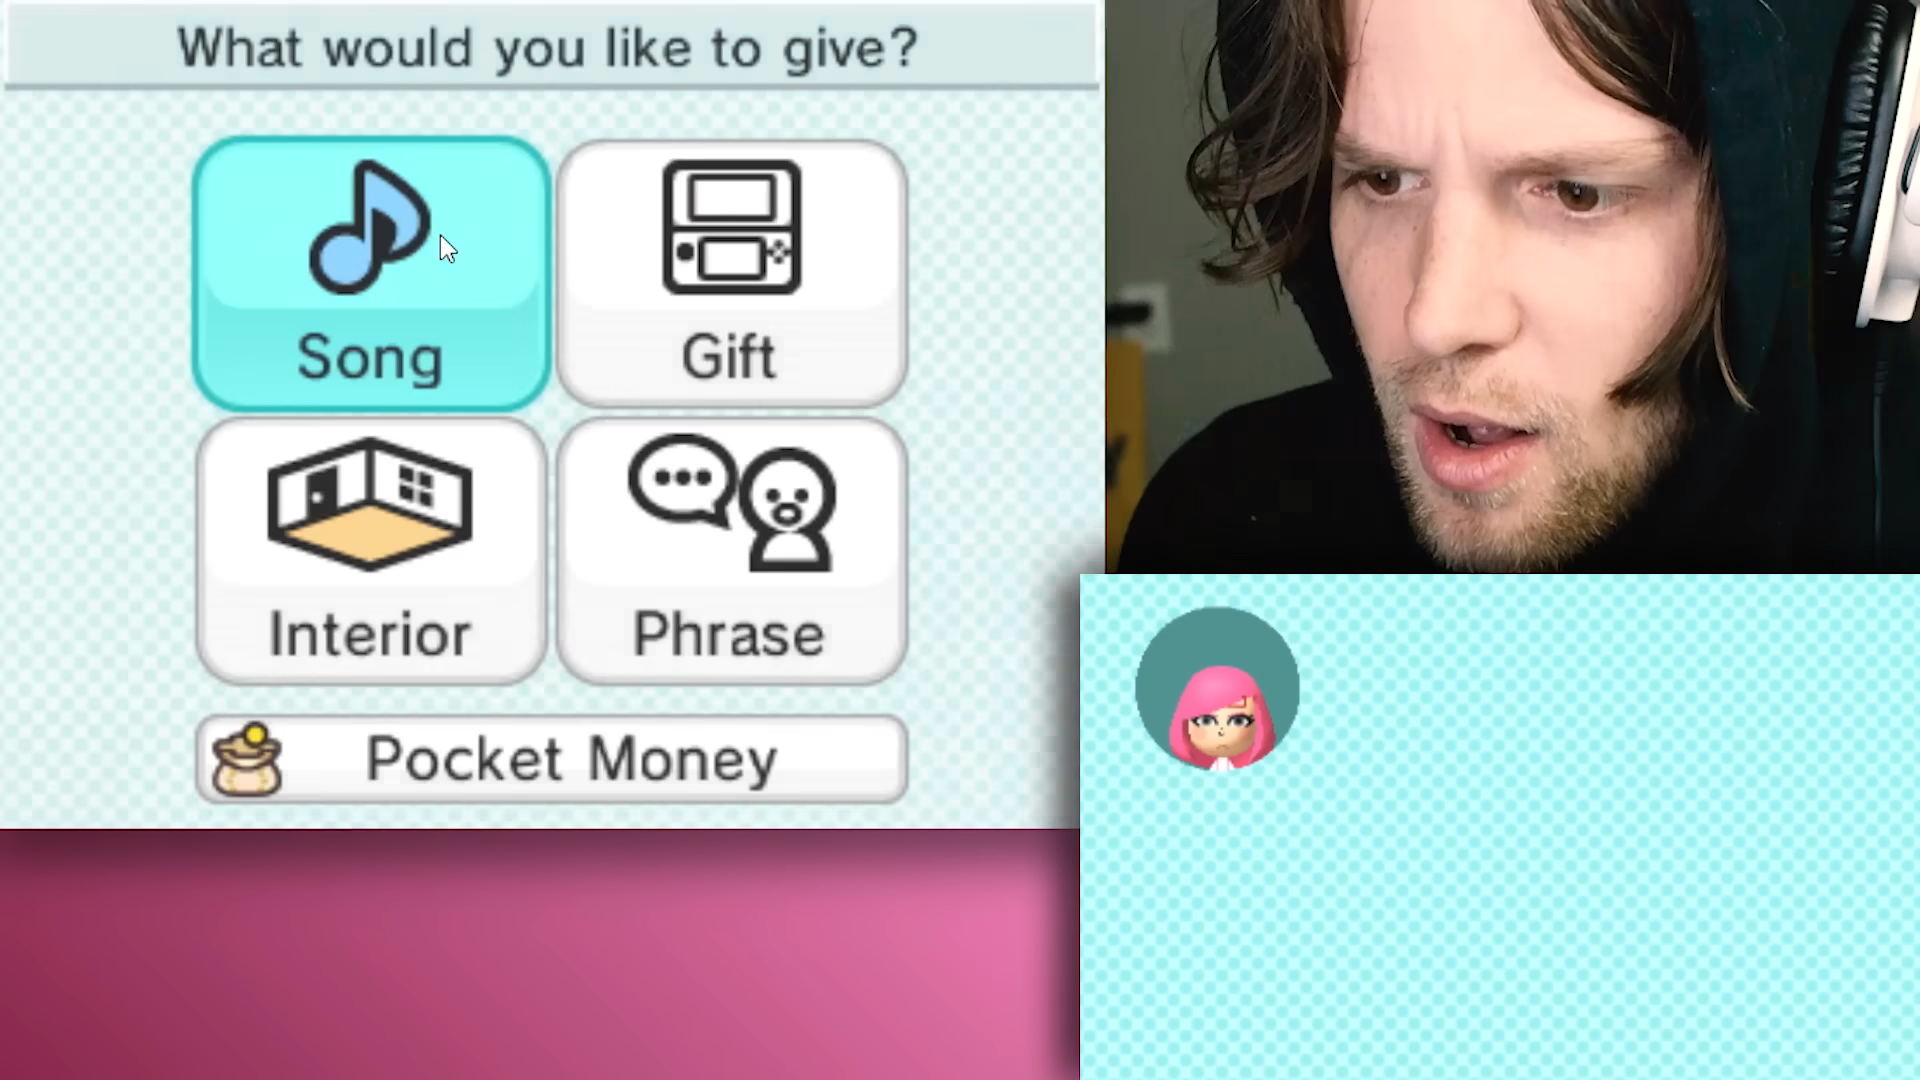 What would you like to give?
Song
Gift
Interior
Phrase
Pocket Money